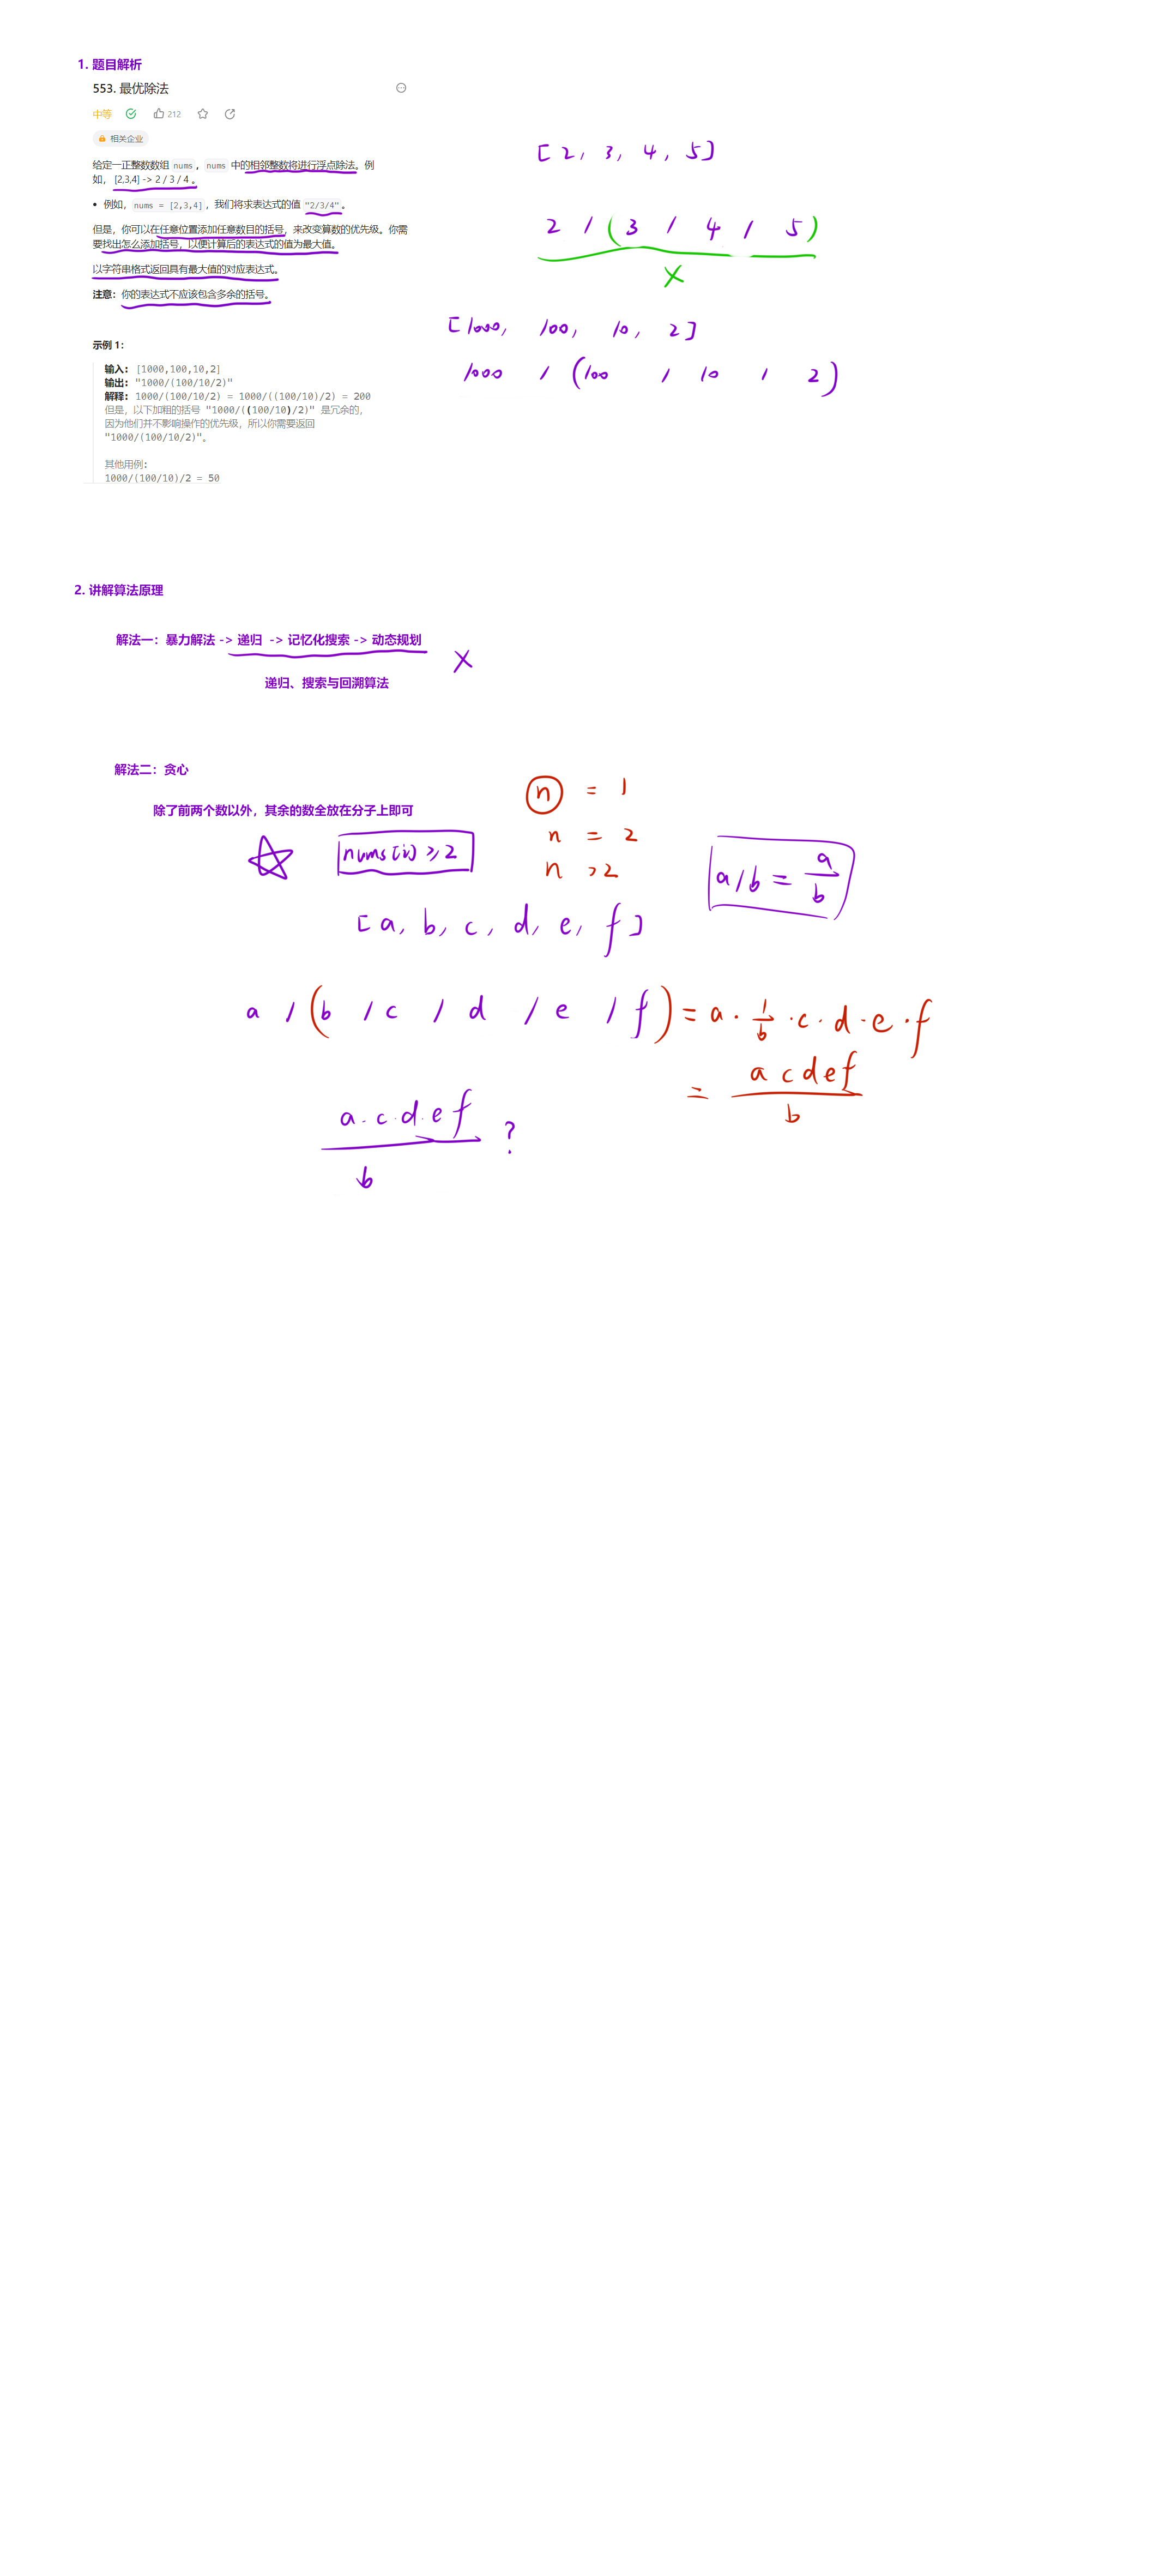 1. 题目解析
553. 最优除法
中等 212
相关企业
给定一正整数数组 nums，nums 中的相邻整数将进行浮点除法。例
如， [2,3,4] -> 2 / 3 / 4 。
• 例如，nums = [2,3,4]，我们将求表达式的值 "2/3/4"。
但是，你可以在任意位置添加任意数目的括号，来改变算数的优先级。你需
要找出怎么添加括号，以便计算后的表达式的值为最大值。
以字符串格式返回具有最大值的对应表达式。
注意：你的表达式不应该包含多余的括号。
示例 1：
输入: [1000,100,10,2]
输出: "1000/(100/10/2)"
解释: 1000/(100/10/2) = 1000/((100/10)/2) = 200
但是，以下加粗的括号 "1000/((100/10)/2)" 是冗余的，
因为他们并不影响操作的优先级，所以你需要返回
"1000/(100/10/2)"。
其他用例:
1000/(100/10)/2 = 50
[2, 3, 4, 5]
2 / (3 / 4 / 5)
X
[1000, 100, 10, 2]
1000 / (100 / 10 / 2)
2. 讲解算法原理
解法一：暴力解法 -> 递归 -> 记忆化搜索 -> 动态规划
X
递归、搜索与回溯算法
解法二：贪心
除了前两个数以外，其余的数全放在分子上即可
n = 1
n = 2
n >2
nums[i] ≥ 2
a/b = a/b
[a, b, c, d, e, f]
a / (b / c / d / e / f) = a · 1/b · c · d · e · f
= acdef/b
a·c·d·e f/b ?